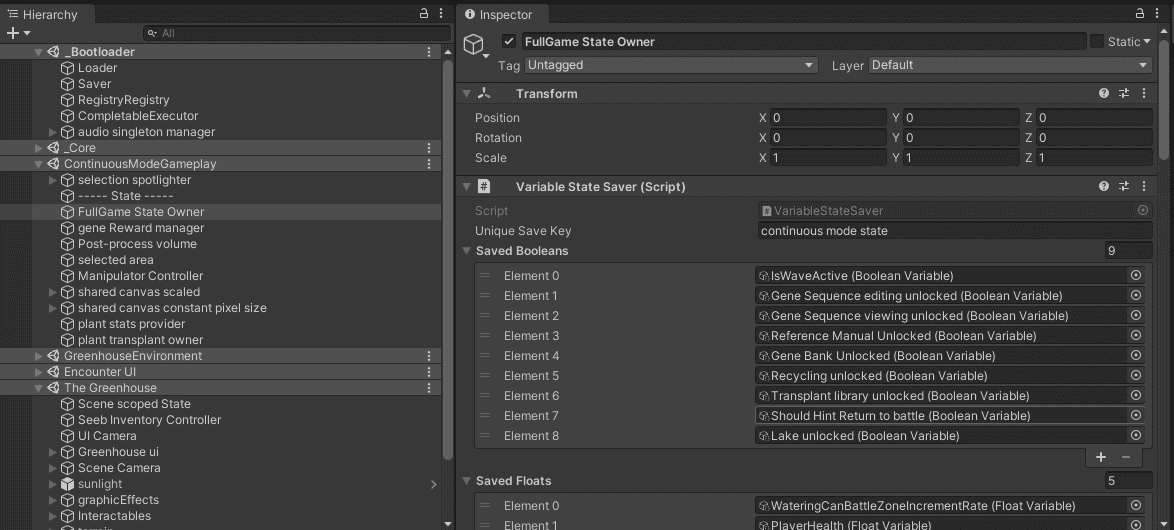 Hierarchy
All
_Bootloader
Loader
Saver
RegistryRegistry
CompletableExecutor
audio singleton manager
_Core
ContinuousModeGameplay
selection spotlighter
----- State -----
FullGame State Owner
gene Reward manager
Post-process volume
selected area
Manipulator Controller
shared canvas scaled
shared canvas constant pixel size
plant stats provider
plant transplant owner
GreenhouseEnvironment
Encounter UI
The Greenhouse
Scene scoped State
Seeb Inventory Controller
UI Camera
Greenhouse ui
Scene Camera
sunlight
graphicEffects
Interactables
terrain
Inspector
FullGame State Owner Static
Tag Untagged Layer Default
Transform
Position X 0 Y 0 Z 0
Rotation X 0 Y 0 Z 0
Scale X 1 Y 1 Z 1
# Variable State Saver (Script)
Script # VariableStateSaver
Unique Save Key continuous mode state
Saved Booleans 9
Element 0 IsWaveActive (Boolean Variable)
Element 1 Gene Sequence editing unlocked (Boolean Variable)
Element 2 Gene Sequence viewing unlocked (Boolean Variable)
Element 3 Reference Manual Unlocked (Boolean Variable)
Element 4 Gene Bank Unlocked (Boolean Variable)
Element 5 Recycling unlocked (Boolean Variable)
Element 6 Transplant library unlocked (Boolean Variable)
Element 7 Should Hint Return to battle (Boolean Variable)
Element 8 Lake unlocked (Boolean Variable)
+ −
Saved Floats 5
Element 0 WateringCanBattleZoneIncrementRate (Float Variable)
Element 1 PlayerHealth (Float Variable)